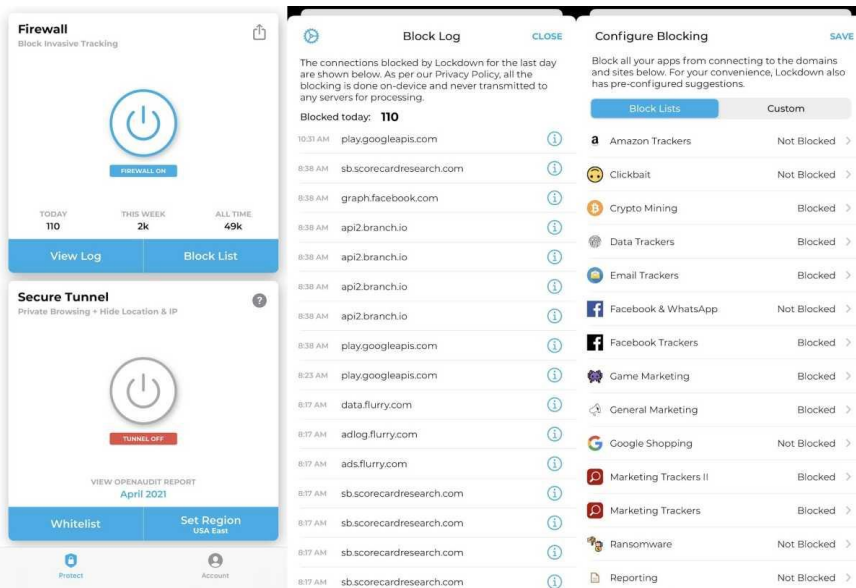 Firewall
Block Invasive Tracking
FIREWALL ON
TODAY THIS WEEK ALL TIME
110 2k 49k
View Log Block List
Secure Tunnel
?
Private Browsing + Hide Location & IP
TUNNEL OFF
VIEW OPENAUDIT REPORT
April 2021
Whitelist Set Region
USA East
Protect Account
Block Log CLOSE
The connections blocked by Lockdown for the last day
are shown below. As per our Privacy Policy, all the
blocking is done on-device and never transmitted to
any servers for processing.
Blocked today: 110
10:31 AM play.googleapis.com
8:38 AM sb.scorecardresearch.com
8:38 AM graph.facebook.com
8:38 AM api2.branch.io
8:38 AM api2.branch.io
8:38 AM api2.branch.io
8:38 AM api2.branch.io
8:38 AM play.googleapis.com
8:23 AM play.googleapis.com
8:17 AM data.flurry.com
8:17 AM adlog.flurry.com
8:17 AM ads.flurry.com
8:17 AM sb.scorecardresearch.com
8:17 AM sb.scorecardresearch.com
8:17 AM sb.scorecardresearch.com
8:17 AM sb.scorecardresearch.com
Configure Blocking SAVE
Block all your apps from connecting to the domains
and sites below. For your convenience, Lockdown also
has pre-configured suggestions.
Block Lists Custom
Amazon Trackers Not Blocked
Clickbait Not Blocked
Crypto Mining Blocked
Data Trackers Blocked
Email Trackers Blocked
Facebook & WhatsApp Not Blocked
Facebook Trackers Blocked
Game Marketing Blocked
General Marketing Blocked
Google Shopping Not Blocked
Marketing Trackers II Blocked
Marketing Trackers Blocked
Ransomware Not Blocked
Reporting Not Blocked